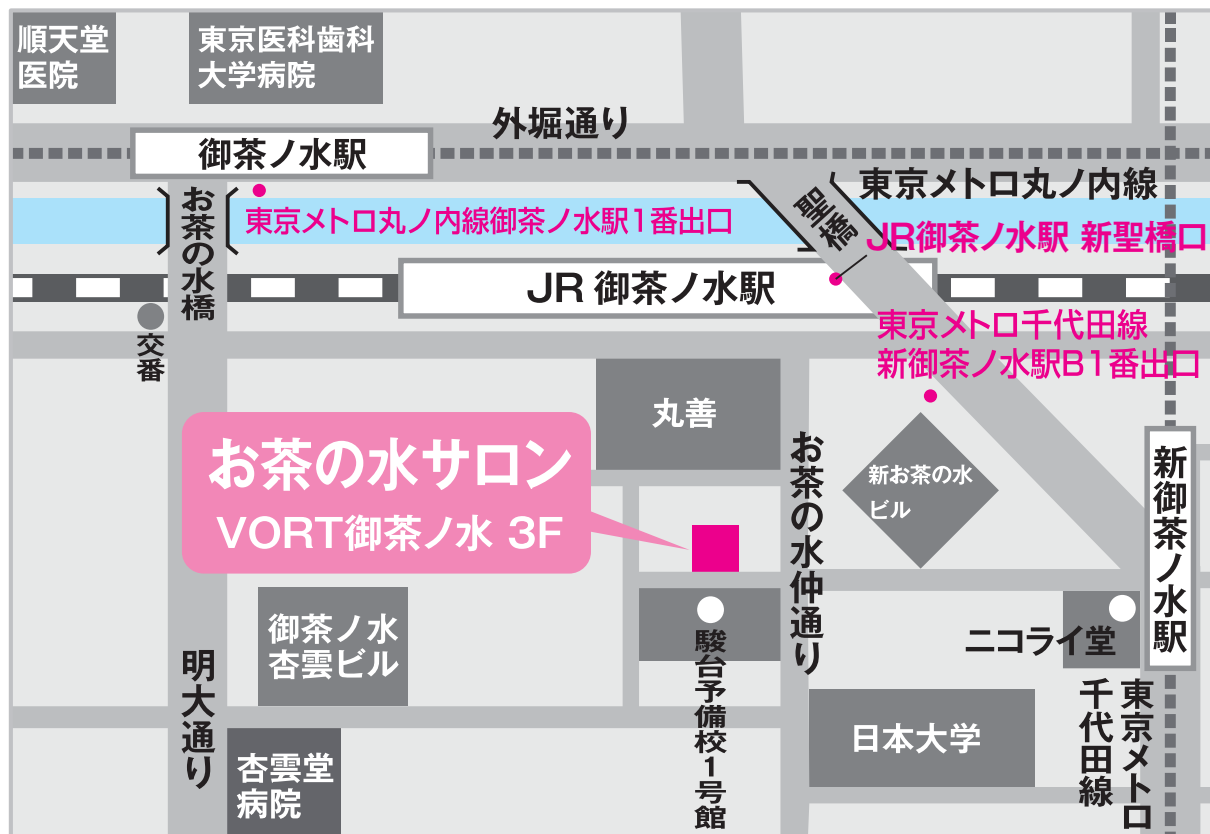 順天堂
医院
東京医科歯科
大学病院
外堀通り
御茶ノ水駅
東京メトロ丸ノ内線
お茶の水橋
東京メトロ丸ノ内線御茶ノ水駅1番出口
聖橋
JR御茶ノ水駅 新聖橋口
JR 御茶ノ水駅
交番
東京メトロ千代田線
新御茶ノ水駅B1番出口
丸善
お茶の水サロン
VORT御茶ノ水 3F
お茶の水仲通り
新お茶の水
ビル
新御茶ノ水駅
御茶ノ水
杏雲ビル
駿台予備校1号館
ニコライ堂
明大通り
日本大学
東京メトロ
千代田線
杏雲堂
病院